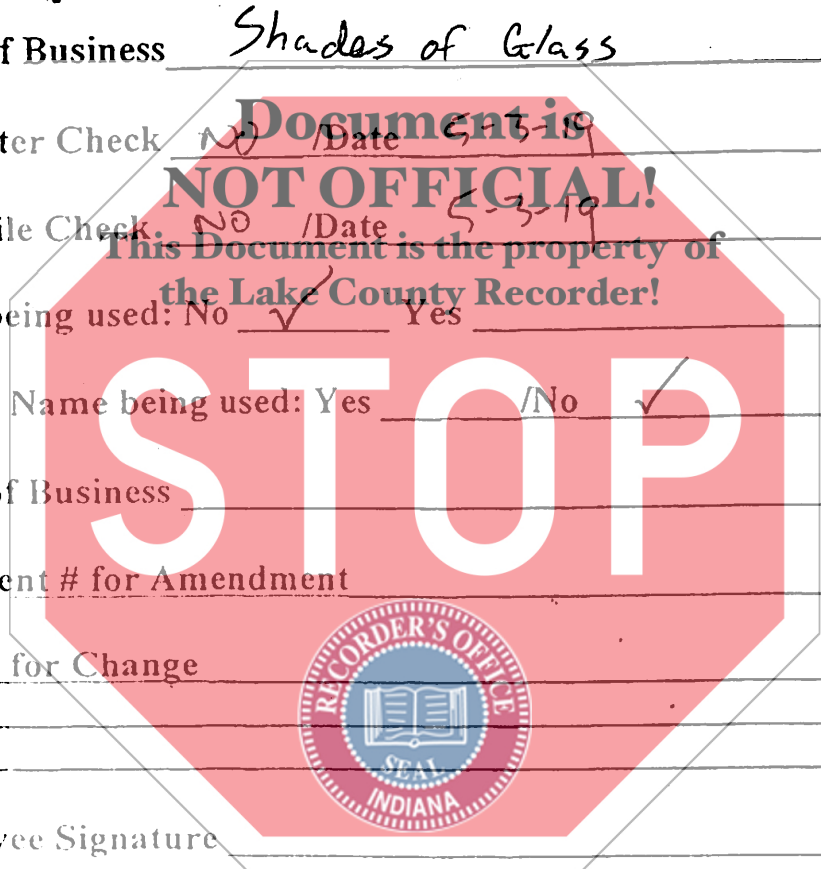 f Business Shades of Glass
Document is
ter Check NO /Date 5-3-19
NOT OFFICIAL!
ile Check NO /Date 5-3-19
This Document is the property of
the Lake County Recorder!
eing used: No ✓ Yes
Name being used: Yes /No ✓
STOP
f Business
ent # for Amendment
for Change
RECORDER'S OFFICE
SEAL
INDIANA
ee Signature